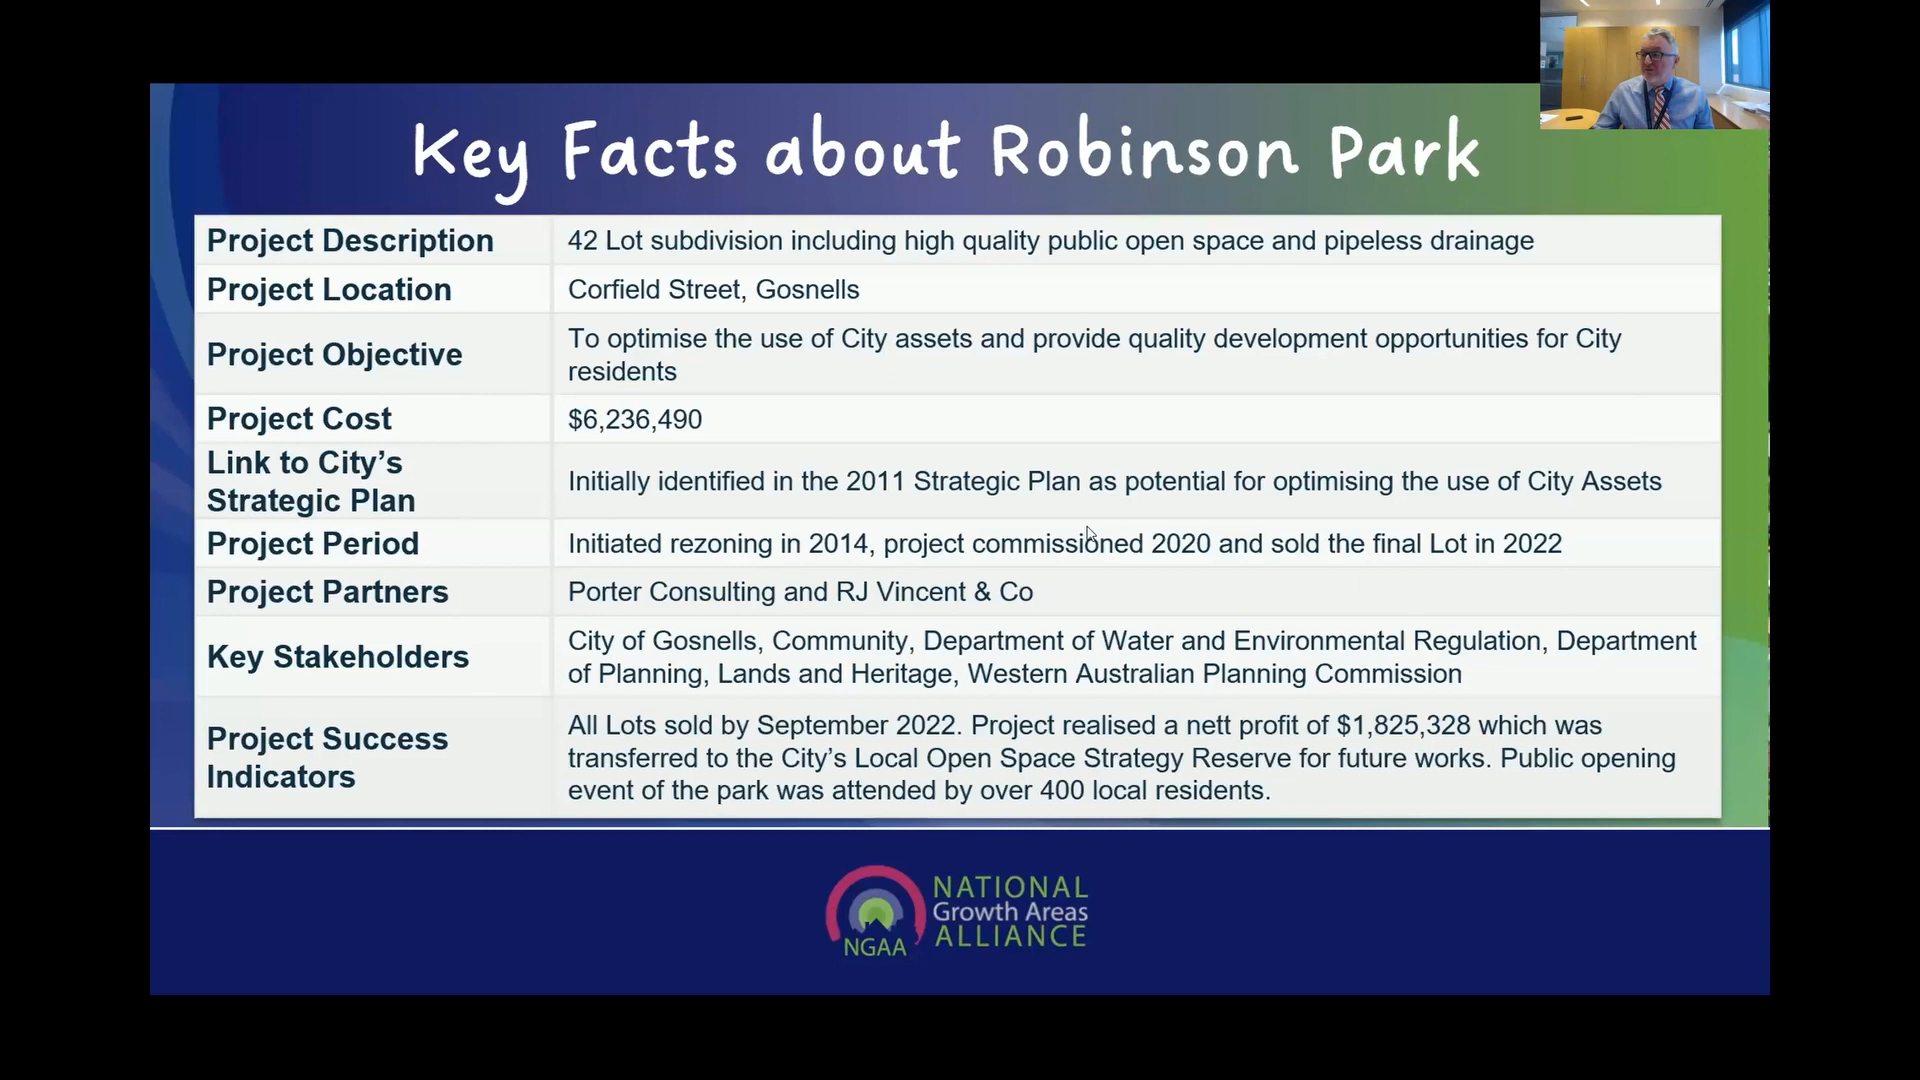 Key Facts about Robinson Park
Project Description
42 Lot subdivision including high quality public open space and pipeless drainage
Project Location
Corfield Street, Gosnells
Project Objective
To optimise the use of City assets and provide quality development opportunities for City
residents
Project Cost
$6,236,490
Link to City’s
Strategic Plan
Initially identified in the 2011 Strategic Plan as potential for optimising the use of City Assets
Project Period
Initiated rezoning in 2014, project commissioned 2020 and sold the final Lot in 2022
Project Partners
Porter Consulting and RJ Vincent & Co
Key Stakeholders
City of Gosnells, Community, Department of Water and Environmental Regulation, Department
of Planning, Lands and Heritage, Western Australian Planning Commission
Project Success
Indicators
All Lots sold by September 2022. Project realised a nett profit of $1,825,328 which was
transferred to the City’s Local Open Space Strategy Reserve for future works. Public opening
event of the park was attended by over 400 local residents.
NGAA
NATIONAL
Growth Areas
ALLIANCE